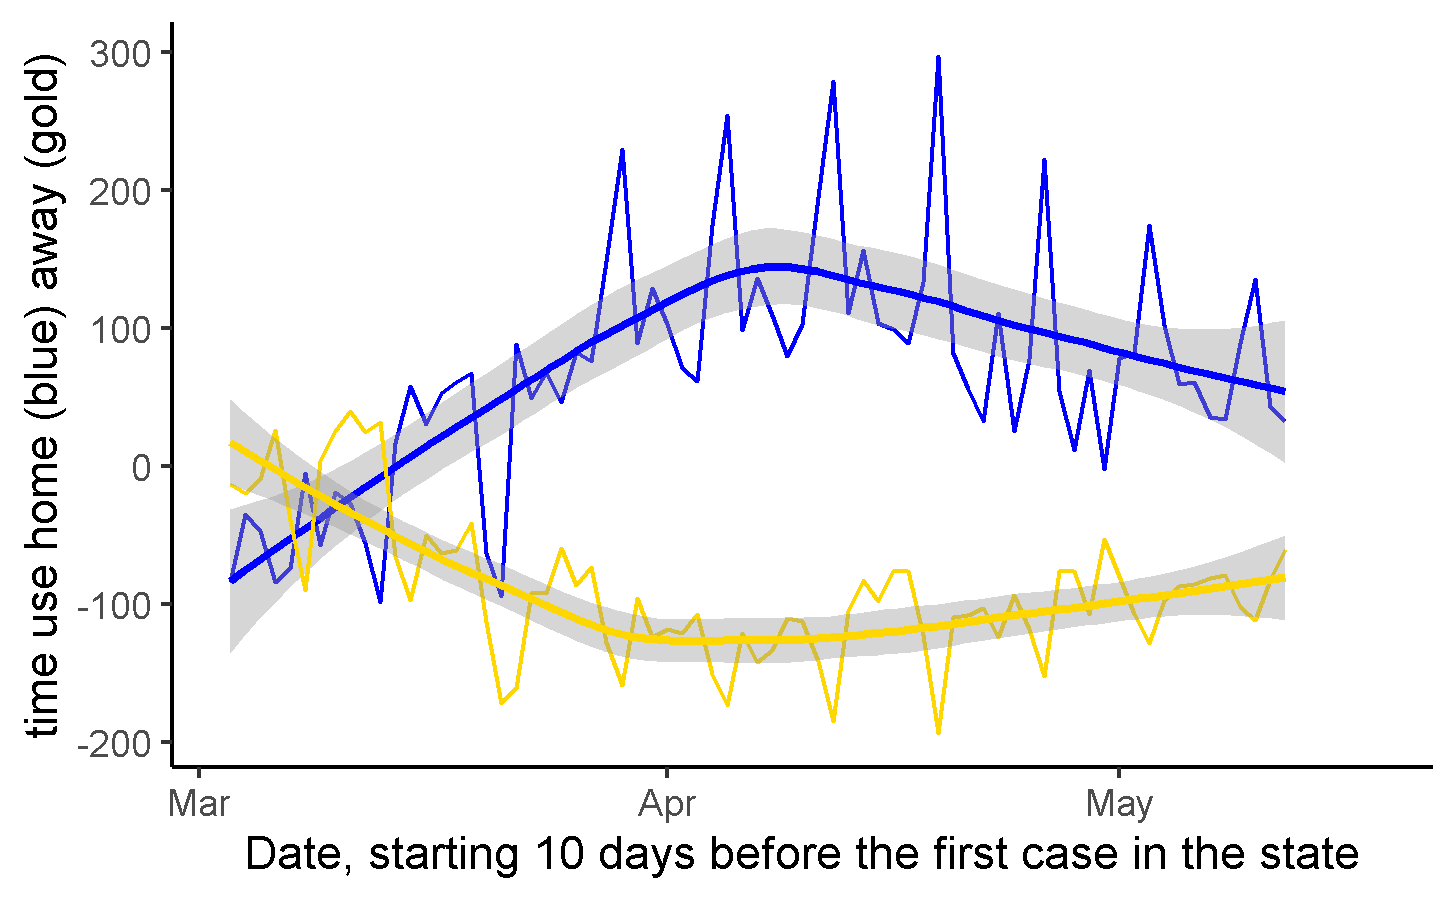 time use home (blue) away (gold)
300
200
100
0
-100
-200
Mar
Apr
May
Date, starting 10 days before the first case in the state